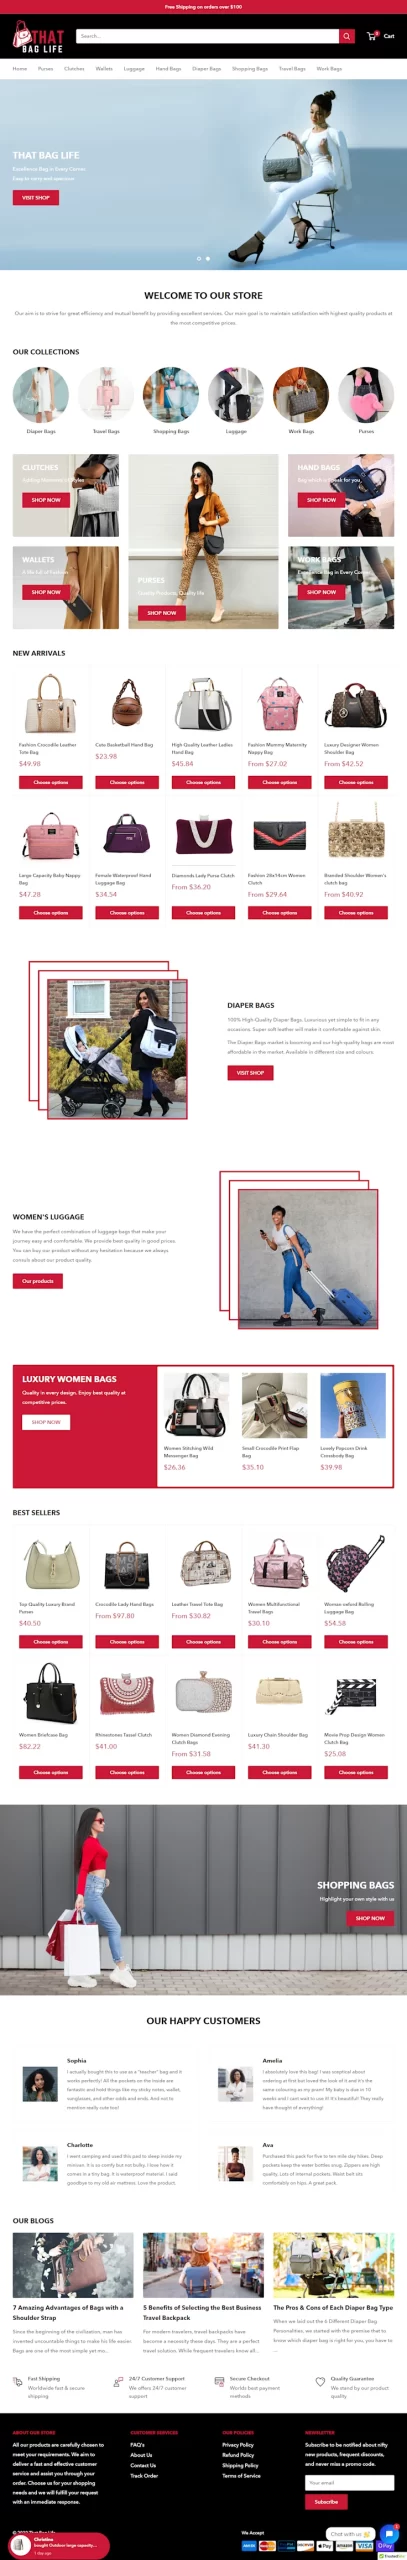 Free Shipping on orders over $100
THAT
BAG LIFE
Search...
Cart
Home Purses Clutches Wallets Luggage Hand Bags Diaper Bags Shopping Bags Travel Bags Work Bags
THAT BAG LIFE
Excellence Bag in Every Corner.
Easy to carry and spacious
VISIT SHOP
WELCOME TO OUR STORE
Our aim is to strive for great efficiency and mutual benefit by providing excellent services. Our main goal is to maintain satisfaction with highest quality products at
the most competitive prices.
OUR COLLECTIONS
Diaper Bags Travel Bags Shopping Bags Luggage Work Bags Purses
CLUTCHES
SHOP NOW
HAND BAGS
Bag which will speak for you
SHOP NOW
WALLETS
A life full of Fashion
SHOP NOW
PURSES
Quality Products, Quality life
SHOP NOW
WORK BAGS
Excellence Bag in Every Corner
SHOP NOW
NEW ARRIVALS
Fashion Crocodile Leather
Tote Bag
$49.98
Choose options
Cute Basketball Hand Bag
$23.98
Choose options
High Quality Leather Ladies
Hand Bag
$45.84
Choose options
Fashion Mummy Maternity
Nappy Bag
From $27.02
Choose options
Luxury Designer Women
Shoulder Bag
From $42.52
Choose options
Large Capacity Baby Nappy
Bag
$47.28
Choose options
Female Waterproof Hand
Luggage Bag
$34.54
Choose options
Diamonds Lady Purse Clutch
From $36.20
Choose options
Fashion 28x14cm Women
Clutch
From $29.64
Choose options
Branded Shoulder Women's
clutch bag
From $40.92
Choose options
DIAPER BAGS
100% High-Quality Diaper Bags, Luxurious yet simple to fit in any
occasions. Super soft leather will make it comfortable against skin.
The Diaper Bags market is booming and our high-quality bags are most
affordable in the market. Available in different size and colours.
VISIT SHOP
WOMEN'S LUGGAGE
We have the perfect combination of luggage bags that make your
journey easy and comfortable. We provide best quality in good prices.
You can buy our product without any hesitation because we always
consult about our product quality
Our products
LUXURY WOMEN BAGS
Quality in every design. Enjoy best quality at
competitive prices.
SHOP NOW
Women Stitching Wild
Messenger Bag
$26.36
Small Crocodile Print Flap
Bag
$35.10
Lovely Popcorn Drink
Crossbody Bag
$39.98
BEST SELLERS
Top Quality Luxury Brand
Purses
$40.50
Choose options
Crocodile Lady Hand Bags
From $97.80
Choose options
Leather Travel Tote Bag
From $30.82
Choose options
Women Multifunctional
Travel Bags
$30.10
Choose options
Woman oxford Rolling
Luggage Bag
$54.58
Choose options
Women Briefcase Bag
$82.22
Choose options
Rhinestones Tassel Clutch
$41.00
Choose options
Women Diamond Evening
Clutch Bags
From $31.58
Choose options
Luxury Chain Shoulder Bag
$41.30
Choose options
Movie Prop Design Women
Clutch Bag
$25.08
Choose options
SHOPPING BAGS
Highlight your own style with us
SHOP NOW
OUR HAPPY CUSTOMERS
Sophia
I actually bought this to use as a "teacher" bag and it
works perfectly! All the pockets on the inside are
fantastic and hold things like my sticky notes, wallet,
sunglasses, and other odds and ends. And not to
mention really cute too!
Amelia
I absolutely love this bag! I was skeptical about
ordering at first but loved the look of it and it's the
same colouring as my pram! My baby is due in 10
weeks and I cant wait to use it! It's beautiful! They really
have thought of everything!
Charlotte
I went camping and used this pad to sleep inside my
minivan. It is so comfy but not bulky. I love how it
comes in a tiny bag. It is waterproof material. I said
goodbye to my old air mattress. Love the product.
Ava
Purchased this pack for five to ten mile day hikes. Deep
pockets keep the water bottles snug. Zippers are high
quality. Lots of internal pockets. Waist belt sits
comfortably on hips. A great pack.
OUR BLOGS
7 Amazing Advantages of Bags with a
Shoulder Strap
Since the beginning of the civilisation, man has
invented uncountable things to make his life easier.
Bags are one of the most simple yet mo...
5 Benefits of Selecting the Best Business
Travel Backpack
For modern travelers, travel backpacks have
become a necessity these days. They are a perfect
travel solution. While frequent travelers know all...
The Pros & Cons of Each Diaper Bag Type
When we laid out the 6 Different Diaper Bag
Personalities, we started with the premise that to
know which diaper bag is right for you, you have to
...
Fast Shipping
Worldwide fast & secure
shipping
24/7 Customer Support
We offers 24/7 customer
support
Secure Checkout
Worlds best payment
methods
Quality Guarantee
We stand by our product
quality
ABOUT OUR STORE
All our products are carefully chosen to
meet your requirements. We aim to
deliver a fast and effective customer
service and assist you through your
order. Choose us for your shopping
needs and we will fulfill your request
with an immediate response.
CUSTOMER SERVICES
FAQ's
About Us
Contact Us
Track Order
OUR POLICIES
Privacy Policy
Refund Policy
Shipping Policy
Terms of Service
NEWSLETTER
Subscribe to be notified about nifty
new products, frequent discounts,
and never miss a promo code.
Your email
Subscribe
Christina
bought Outdoor large capacity...
1 day ago
We Accept
Chat with us